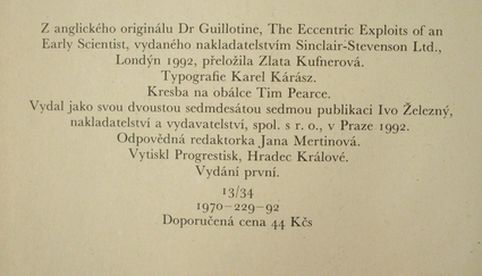 Z anglického originálu Dr Guillotine, The Eccentric Exploits of an
Early Scientist, vydaného nakladatelstvím Sinclair-Stevenson Ltd.,
Londýn 1992, přeložila Zlata Kufnerová.
Typografie Karel Kárász.
Kresba na obálce Tim Pearce.
Vydal jako svou dvoustou sedmdesátou sedmou publikaci Ivo Železný,
nakladatelství a vydavatelství, spol. s r. o., v Praze 1992.
Odpovědná redaktorka Jana Mertinová.
Vytiskl Progrestisk, Hradec Králové.
Vydání první.
13/34
1970–229–92
Doporučená cena 44 Kčs